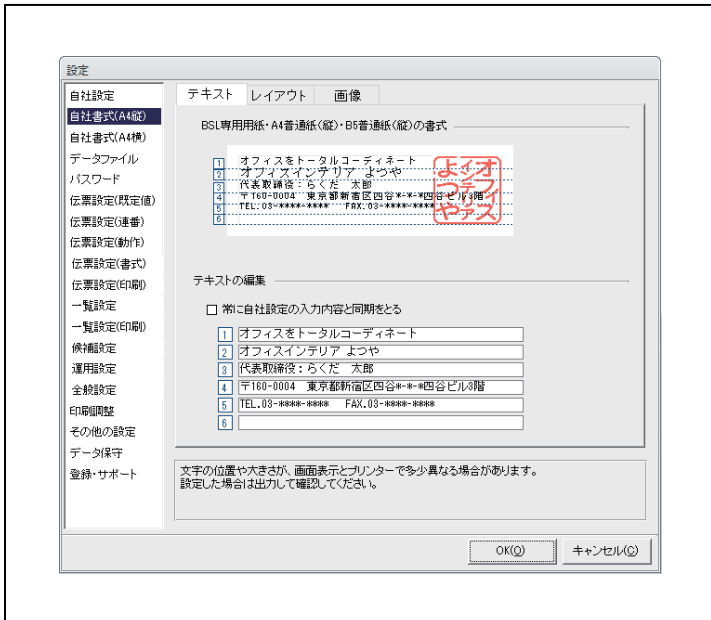 設定
自社設定
自社書式(A4縦)
自社書式(A4横)
データファイル
パスワード
伝票設定(既定値)
伝票設定(連番)
伝票設定(動作)
伝票設定(書式)
伝票設定(印刷)
一覧設定
一覧設定(印刷)
候補設定
運用設定
全般設定
印刷調整
その他の設定
データ保守
登録・サポート
テキスト レイアウト 画像
BSL専用用紙・A4普通紙(縦)・B5普通紙(縦)の書式
1 オフィスをトータルコーディネート
2 オフィスインテリア よつや
3 代表取締役：らくだ 太郎
4 〒160-0004 東京都新宿区四谷*-*-*四谷ビル3階
5 TEL.03-****-**** FAX.03-****-****
6
オフィス
インテリア
よつや
テキストの編集
常に自社設定の入力内容と同期をとる
1 オフィスをトータルコーディネート
2 オフィスインテリア よつや
3 代表取締役：らくだ 太郎
4 〒160-0004 東京都新宿区四谷*-*-*四谷ビル3階
5 TEL.03-****-**** FAX.03-****-****
6
文字の位置や大きさが、画面表示とプリンターで多少異なる場合があります。
設定した場合は出力して確認してください。
OK(O) キャンセル(C)